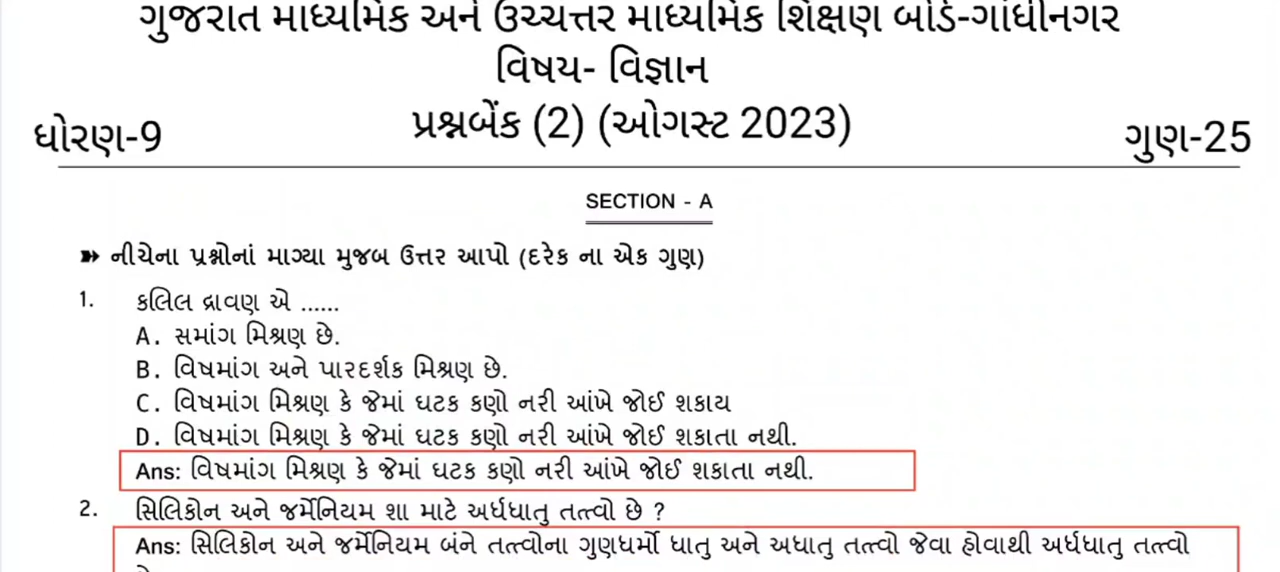 ગુજરાત માધ્યમિક અને ઉચ્ચત્તર માધ્યમિક શિક્ષણ બોર્ડ-ગાંધીનગર
વિષય- વિજ્ઞાન
ધોરણ-9 પ્રશ્નબેંક (2) (ઓગસ્ટ 2023) ગુણ-25
SECTION - A
➽ નીચેના પ્રશ્નોનાં માગ્યા મુજબ ઉત્તર આપો (દરેક ના એક ગુણ)
1. કલિલ દ્રાવણ એ ......
A. સમાંગ મિશ્રણ છે.
B. વિષમાંગ અને પારદર્શક મિશ્રણ છે.
C. વિષમાંગ મિશ્રણ કે જેમાં ઘટક કણો નરી આંખે જોઈ શકાય
D. વિષમાંગ મિશ્રણ કે જેમાં ઘટક કણો નરી આંખે જોઈ શકાતા નથી.
Ans: વિષમાંગ મિશ્રણ કે જેમાં ઘટક કણો નરી આંખે જોઈ શકાતા નથી.
2. સિલિકોન અને જર્મેનિયમ શા માટે અર્ધધાતુ તત્ત્વો છે ?
Ans: સિલિકોન અને જર્મેનિયમ બંને તત્ત્વોના ગુણધર્મો ધાતુ અને અધાતુ તત્ત્વો જેવા હોવાથી અર્ધધાતુ તત્ત્વો